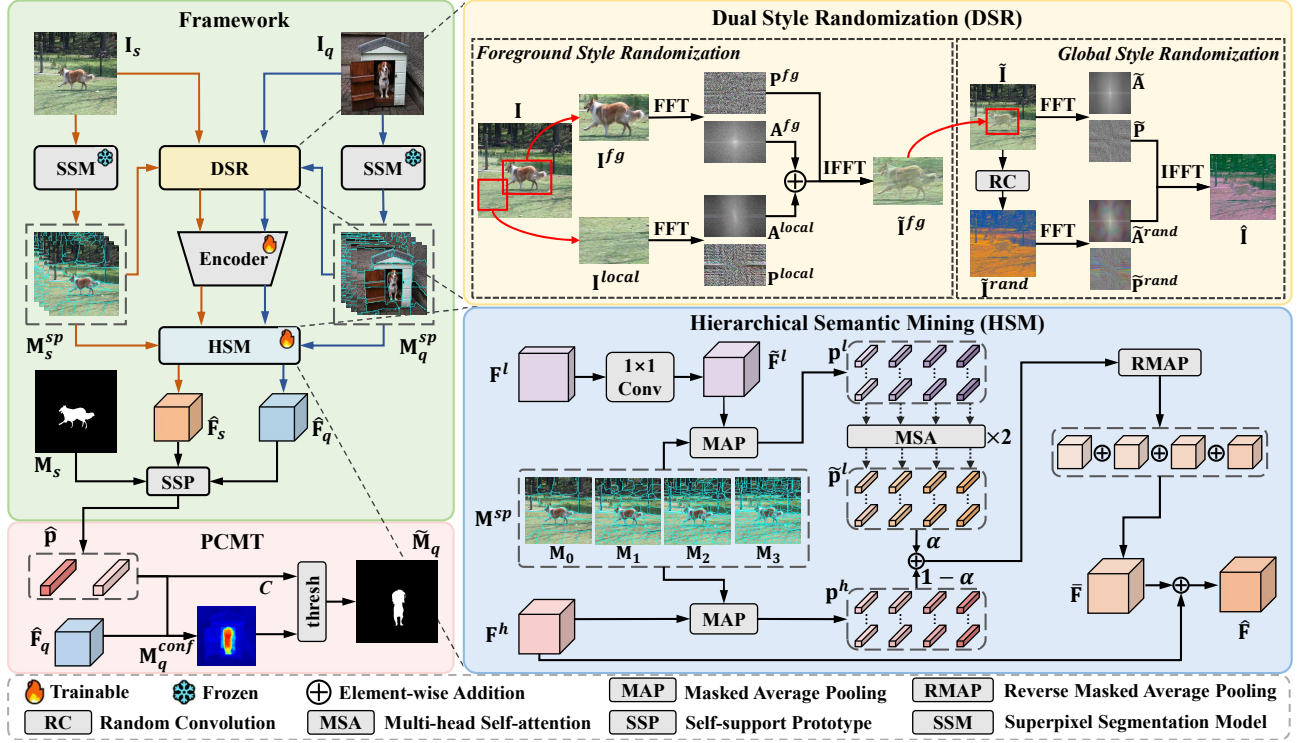 Framework
I_s
I_q
SSM
DSR
SSM
Encoder
M_s^{sp}
HSM
M_q^{sp}
F̂_s
F̂_q
M_s
SSP
PCMT
p̂
M̃_q
C
thresh
F̂_q
M_q^{conf}
Dual Style Randomization (DSR)
Foreground Style Randomization
I
I^{fg}
FFT
P^{fg}
A^{fg}
IFFT
Ĩ^{fg}
I^{local}
FFT
A^{local}
P^{local}
Global Style Randomization
Ĩ
FFT
Ã
P̃
RC
IFFT
Î
FFT
Ĩ^{rand}
Ã^{rand}
P̃^{rand}
Hierarchical Semantic Mining (HSM)
F^l
1×1
Conv
F̃^l
p^l
RMAP
MAP
MSA
×2
M^{sp}
M_0
M_1
M_2
M_3
p̃^l
α
1 − α
F^h
MAP
p^h
F̄
F̂
Trainable
Frozen
Element-wise Addition
MAP Masked Average Pooling
RMAP Reverse Masked Average Pooling
RC Random Convolution
MSA Multi-head Self-attention
SSP Self-support Prototype
SSM Superpixel Segmentation Model